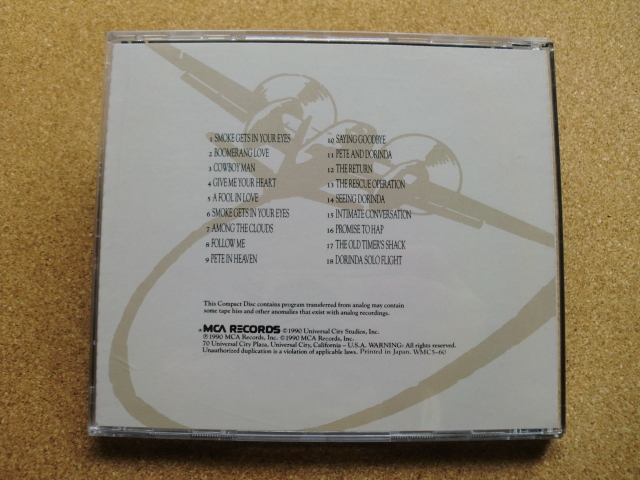 1 SMOKE GETS IN YOUR EYES
2 BOOMERANG LOVE
3 COWBOY MAN
4 GIVE ME YOUR HEART
5 A FOOL IN LOVE
6 SMOKE GETS IN YOUR EYES
7 AMONG THE CLOUDS
8 FOLLOW ME
9 PETE IN HEAVEN
10 SAYING GOODBYE
11 PETE AND DORINDA
12 THE RETURN
13 THE RESCUE OPERATION
14 SEEING DORINDA
15 INTIMATE CONVERSATION
16 PROMISE TO HAP
17 THE OLD TIMER'S SHACK
18 DORINDA SOLO FLIGHT
This Compact Disc contains program transferred from analog may contain
some tape hiss and other anomalies that exist with analog recordings.
MCA RECORDS ©1990 Universal City Studios, Inc.
℗1990 MCA Records, Inc. ©1990 MCA Records, Inc.
70 Universal City Plaza, Universal City, California – U.S.A. WARNING: All rights reserved.
Unauthorized duplication is a violation of applicable laws. Printed in Japan. WMC5-60